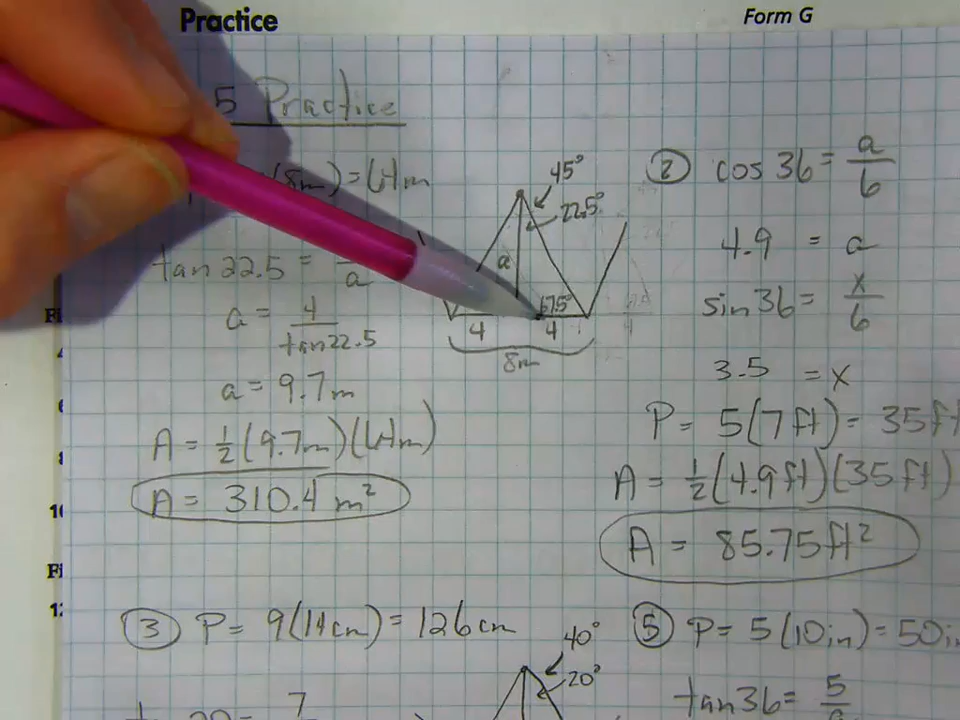 Practice
Form G
5 Practice
(8m) = 64m
tan 22.5 =
a
a = 4
tan 22.5
a = 9.7m
A = ½(9.7m)(64m)
A = 310.4 m²
45°
22.5°
a
67.5°
4 4
8m
② cos 36 = a
6
4.9 = a
sin 36 = x
6
3.5 = x
P = 5(7ft) = 35ft
A = ½(4.9ft)(35ft)
A = 85.75ft²
③ P = 9(14cm) = 126cm
40°
20°
7
⑤ P = 5(10in) = 50in
tan 36 = 5